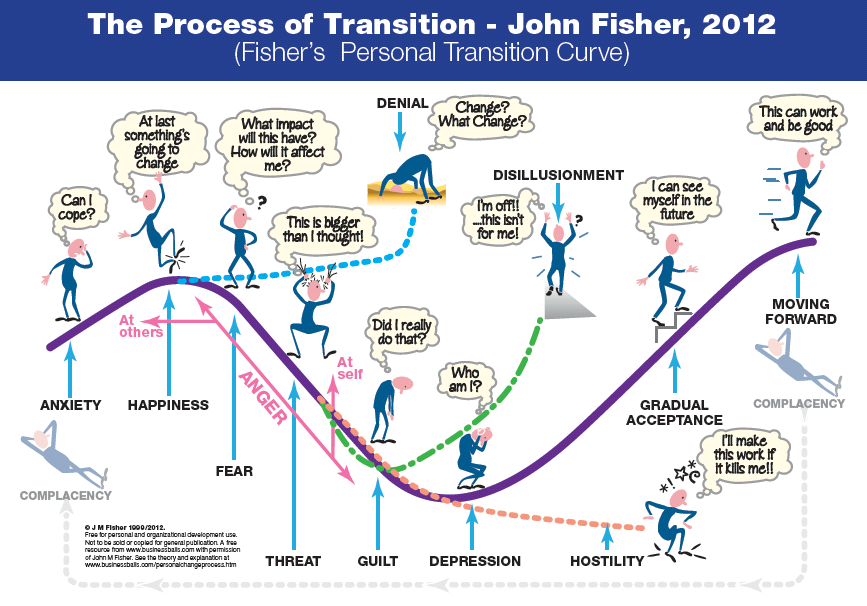 The Process of Transition - John Fisher, 2012
(Fisher's Personal Transition Curve)
DENIAL
Change?
What Change?
This can work
and be good
At last
something's
going to
change
What impact
will this have?
How will it affect
me?
DISILLUSIONMENT
I can see
myself in the
future
Can I
cope?
I'm off!!
...this isn't
for me!
?
?
This is bigger
than I thought!
MOVING
FORWARD
At
others
Did I really
do that?
At
self
Who
am I?
ANGER
ANXIETY
HAPPINESS
GRADUAL
ACCEPTANCE
COMPLACENCY
I'll make
this work if
it kills me!!
FEAR
COMPLACENCY
© J M Fisher 1999/2012.
Free for personal and organizational development use.
Not to be sold or copied for general publication. A free
resource from www.businessballs.com with permission
of John M Fisher. See the theory and explanation at
www.businessballs.com/personalchangeprocess.htm
THREAT
GUILT
DEPRESSION
HOSTILITY